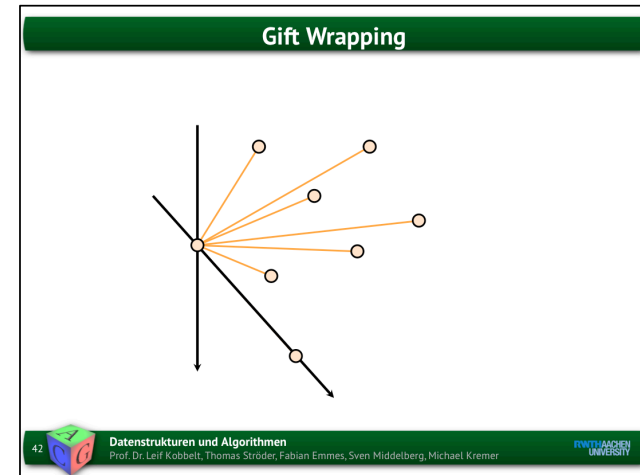 Gift Wrapping
42
A
C G
Datenstrukturen und Algorithmen
Prof. Dr. Leif Kobbelt, Thomas Ströder, Fabian Emmes, Sven Middelberg, Michael Kremer
RWTHAACHEN
UNIVERSITY